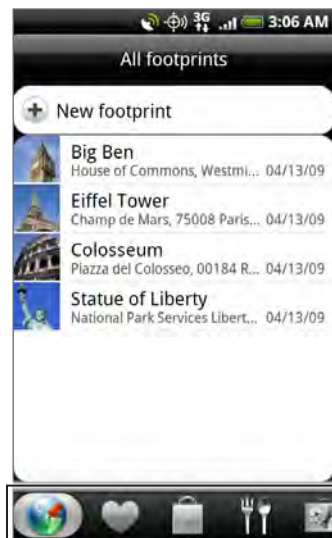 3G 3:06 AM
All footprints
New footprint
Big Ben
House of Commons, Westmi... 04/13/09
Eiffel Tower
Champ de Mars, 75008 Paris... 04/13/09
Colosseum
Piazza del Colosseo, 00184 R... 04/13/09
Statue of Liberty
National Park Services Libert... 04/13/09